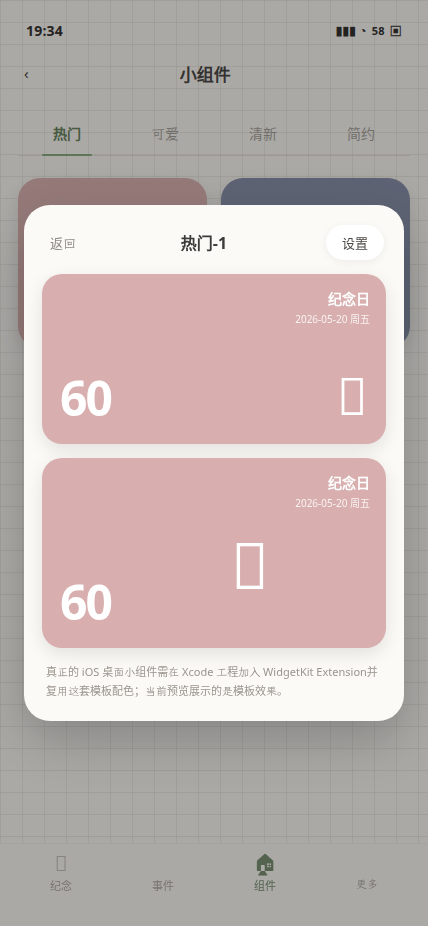 19:34
58
‹
小组件
热门
可爱
清新
简约
返回
热门-1
设置
纪念日
2026-05-20 周五
60
纪念日
2026-05-20 周五
60
真正的 iOS 桌面小组件需在 Xcode 工程加入 WidgetKit Extension并
复用这套模板配色；当前预览展示的是模板效果。
纪念
事件
组件
更多